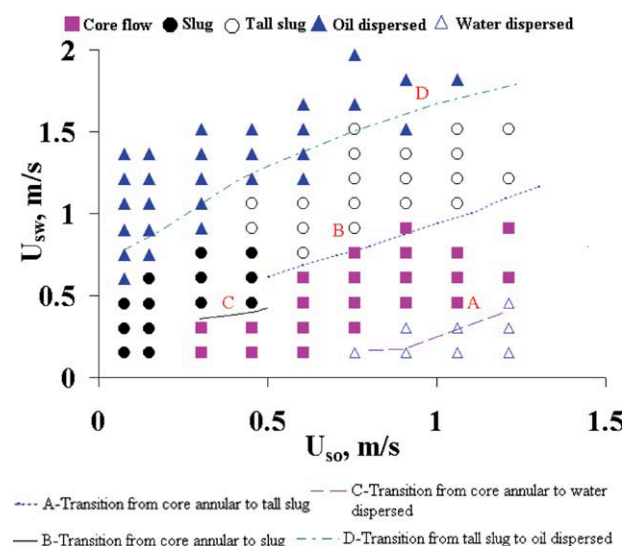 Core flow Slug Tall slug Oil dispersed Water dispersed
2
D
1.5
1
B
0.5
C
A
0
0 0.5 1 1.5
U_sw, m/s
U_so, m/s
A-Transition from core annular to tall slug
C-Transition from core annular to water
dispersed
B-Transition from core annular to slug
D-Transition from tall slug to oil dispersed